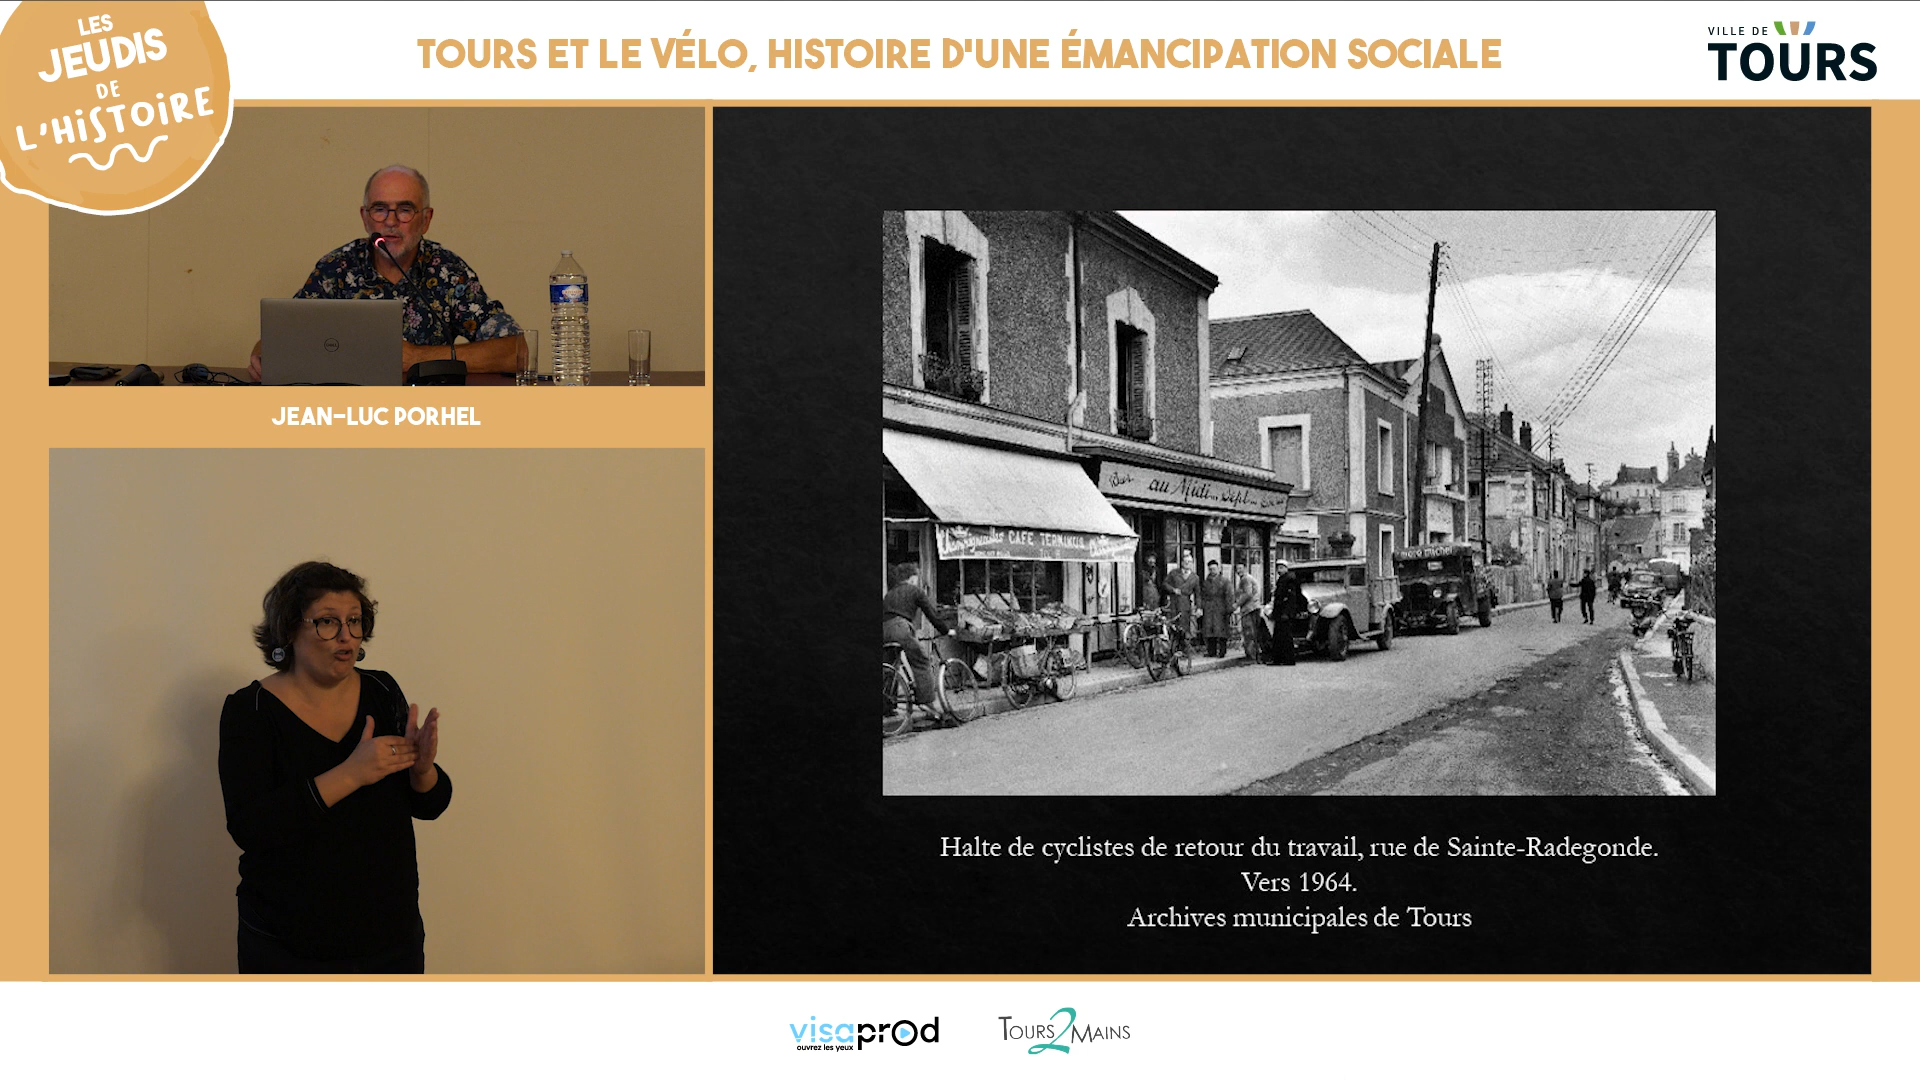 LES
JEUDIS
DE
L'HiSTOiRE
TOURS ET LE VÉLO, HISTOIRE D'UNE ÉMANCIPATION SOCIALE
VILLE DE
TOURS
JEAN-LUC PORHEL
DELL
Bar au Midi... Sept...
CAFE TERMINUS
Halte de cyclistes de retour du travail, rue de Sainte-Radegonde.
Vers 1964.
Archives municipales de Tours
visaprod
ouvrez les yeux
TOURS 2 MAINS